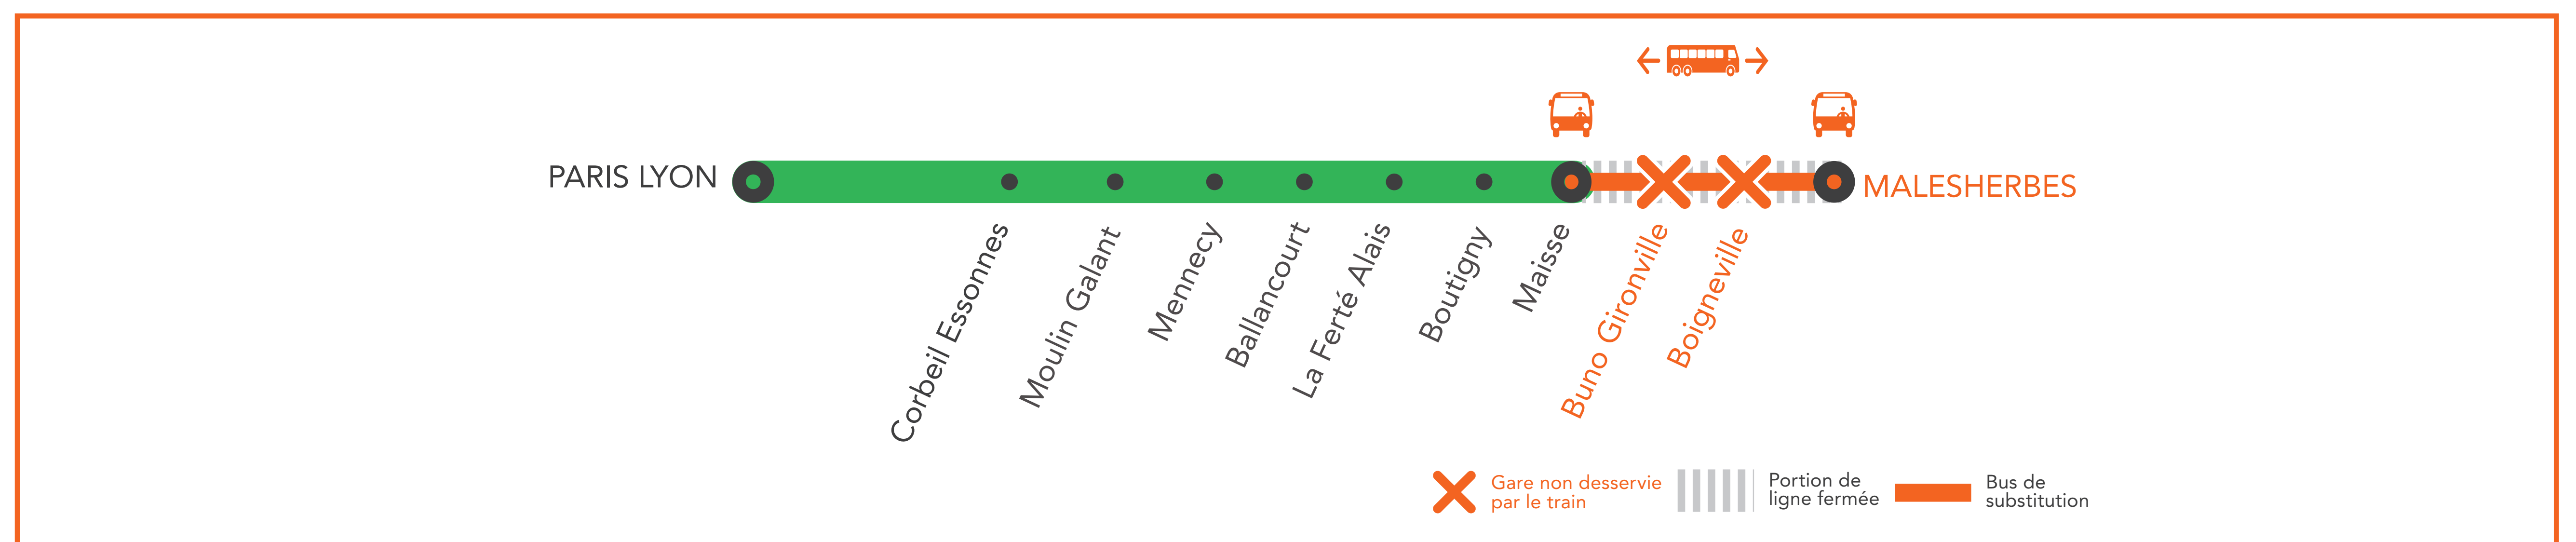 PARIS LYON
Corbeil Essonnes
Moulin Galant
Mennecy
Ballancourt
La Ferté Alais
Boutigny
Maisse
Buno Gironville
Boigneville
MALESHERBES
Gare non desservie
par le train
Portion de
ligne fermée
Bus de
substitution